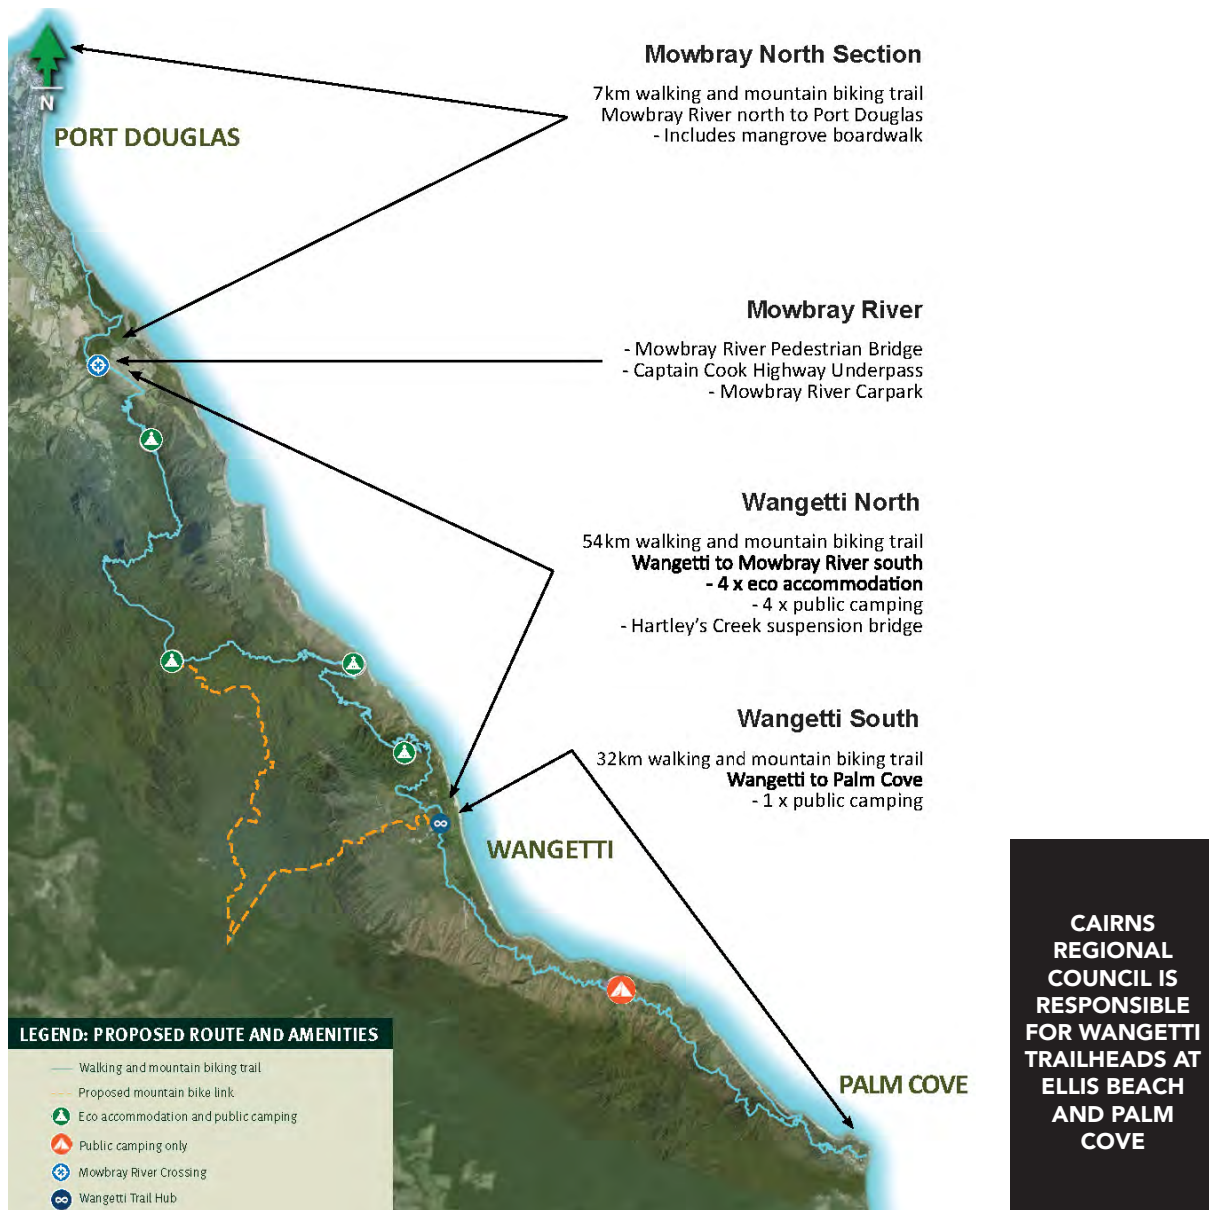 N
PORT DOUGLAS
Mowbray North Section
7km walking and mountain biking trail
Mowbray River north to Port Douglas
- Includes mangrove boardwalk
Mowbray River
- Mowbray River Pedestrian Bridge
- Captain Cook Highway Underpass
- Mowbray River Carpark
Wangetti North
54km walking and mountain biking trail
Wangetti to Mowbray River south
- 4 x eco accommodation
- 4 x public camping
- Hartley's Creek suspension bridge
Wangetti South
32km walking and mountain biking trail
Wangetti to Palm Cove
- 1 x public camping
WANGETTI
PALM COVE
LEGEND: PROPOSED ROUTE AND AMENITIES
Walking and mountain biking trail
Proposed mountain bike link
Eco accommodation and public camping
Public camping only
Mowbray River Crossing
Wangetti Trail Hub
CAIRNS
REGIONAL
COUNCIL IS
RESPONSIBLE
FOR WANGETTI
TRAILHEADS AT
ELLIS BEACH
AND PALM
COVE